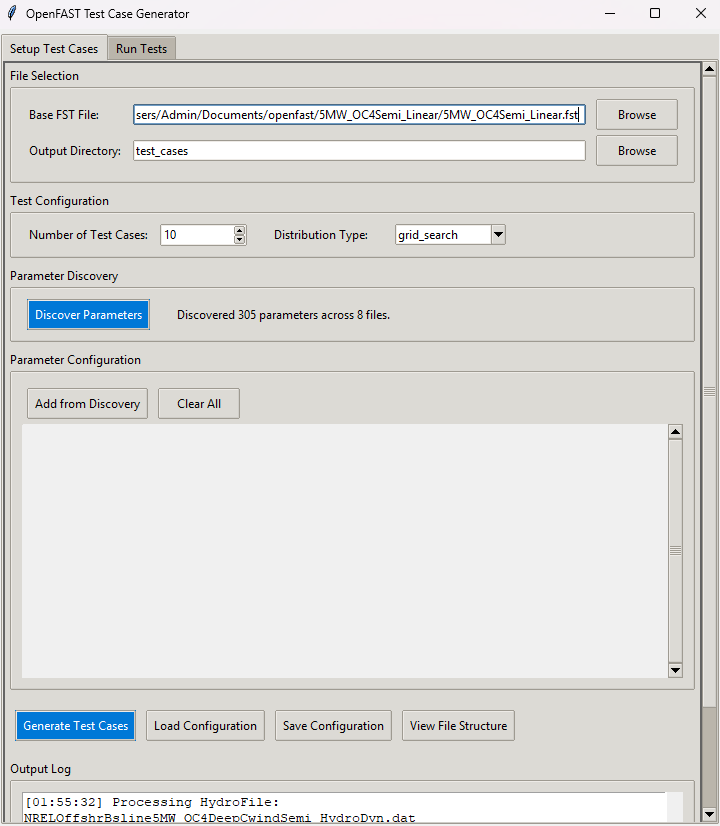 OpenFAST Test Case Generator
Setup Test Cases Run Tests
File Selection
Base FST File: sers/Admin/Documents/openfast/5MW_OC4Semi_Linear/5MW_OC4Semi_Linear.fst Browse
Output Directory: test_cases Browse
Test Configuration
Number of Test Cases: 10 Distribution Type: grid_search
Parameter Discovery
Discover Parameters Discovered 305 parameters across 8 files.
Parameter Configuration
Add from Discovery Clear All
Generate Test Cases Load Configuration Save Configuration View File Structure
Output Log
[01:55:32] Processing HydroFile:
NRELOffshrBsline5MW_OC4DeepCwindSemi_HydroDyn.dat